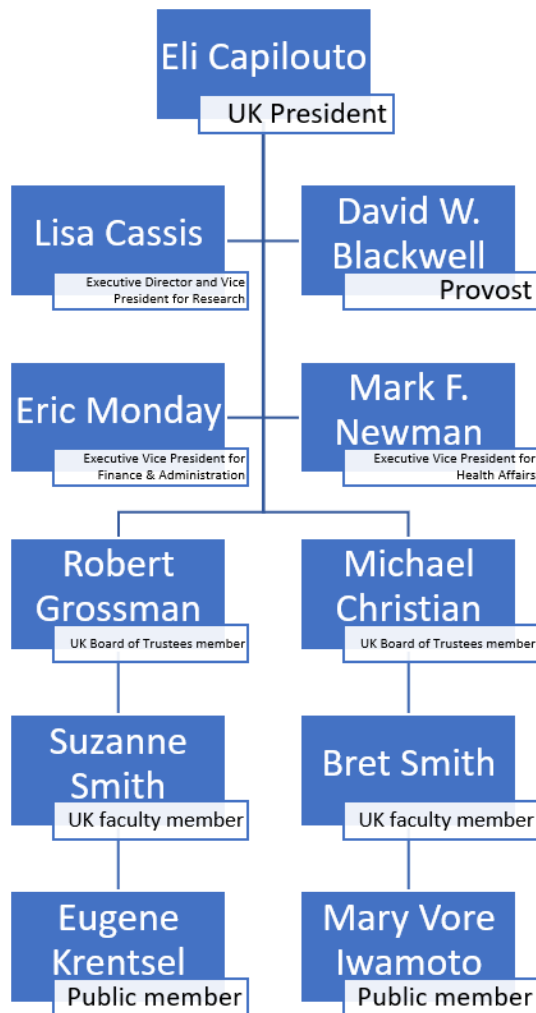 Eli Capilouto
UK President
Lisa Cassis
Executive Director and Vice
President for Research
David W.
Blackwell
Provost
Eric Monday
Executive Vice President for
Finance & Administration
Mark F.
Newman
Executive Vice President for
Health Affairs
Robert
Grossman
UK Board of Trustees member
Michael
Christian
UK Board of Trustees member
Suzanne
Smith
UK faculty member
Bret Smith
UK faculty member
Eugene
Krentsel
Public member
Mary Vore
Iwamoto
Public member